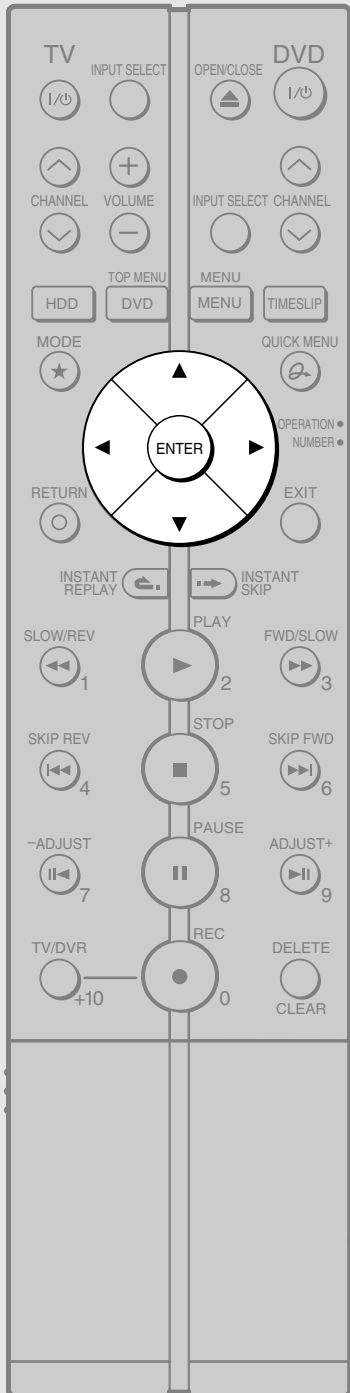 TV
DVD
INPUT SELECT
OPEN/CLOSE
I/
I/
CHANNEL
VOLUME
INPUT SELECT
CHANNEL
TOP MENU
MENU
HDD
DVD
MENU
TIMESLIP
MODE
QUICK MENU
ENTER
OPERATION
NUMBER
RETURN
EXIT
INSTANT
REPLAY
INSTANT
SKIP
PLAY
SLOW/REV
FWD/SLOW
1
2
3
STOP
SKIP REV
SKIP FWD
4
5
6
PAUSE
−ADJUST
ADJUST+
7
8
9
REC
TV/DVR
DELETE
+10
0
CLEAR